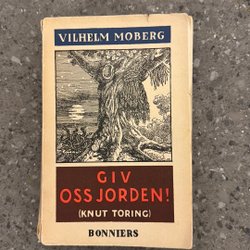 VILHELM MOBERG
GIV
OSS JORDEN!
(KNUT TORING)
BONNIERS